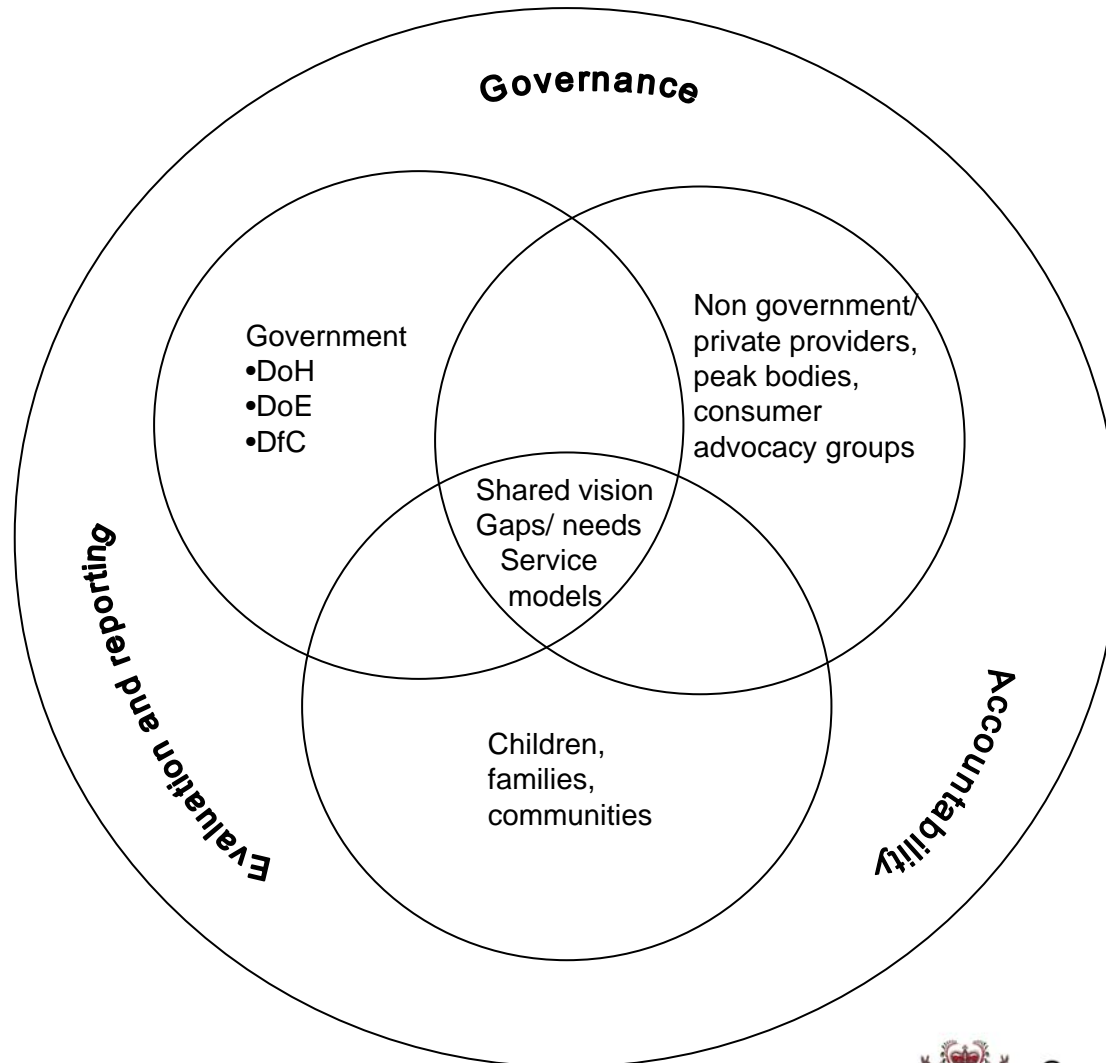 Governance
Government
•DoH
•DoE
•DfC
Non government/
private providers,
peak bodies,
consumer
advocacy groups
Shared vision
Gaps/ needs
Service
models
Children,
families,
communities
Evaluation and reporting
Accountability